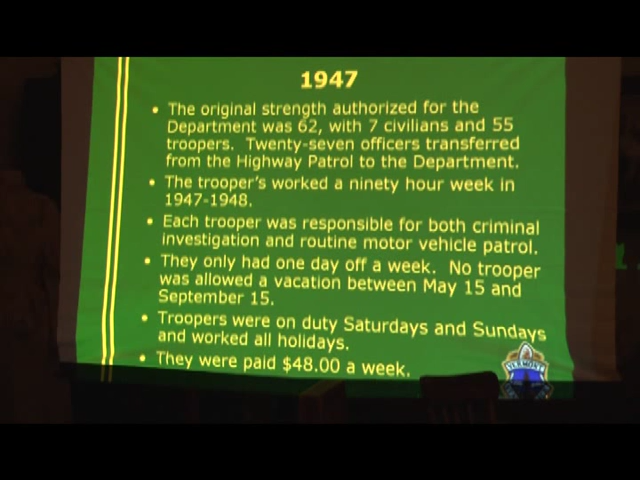 1947
• The original strength authorized for the
Department was 62, with 7 civilians and 55
troopers. Twenty-seven officers transferred
from the Highway Patrol to the Department.
• The trooper's worked a ninety hour week in
1947-1948.
• Each trooper was responsible for both criminal
investigation and routine motor vehicle patrol.
• They only had one day off a week. No trooper
was allowed a vacation between May 15 and
September 15.
• Troopers were on duty Saturdays and Sundays
and worked all holidays.
• They were paid $48.00 a week.
VERMONT